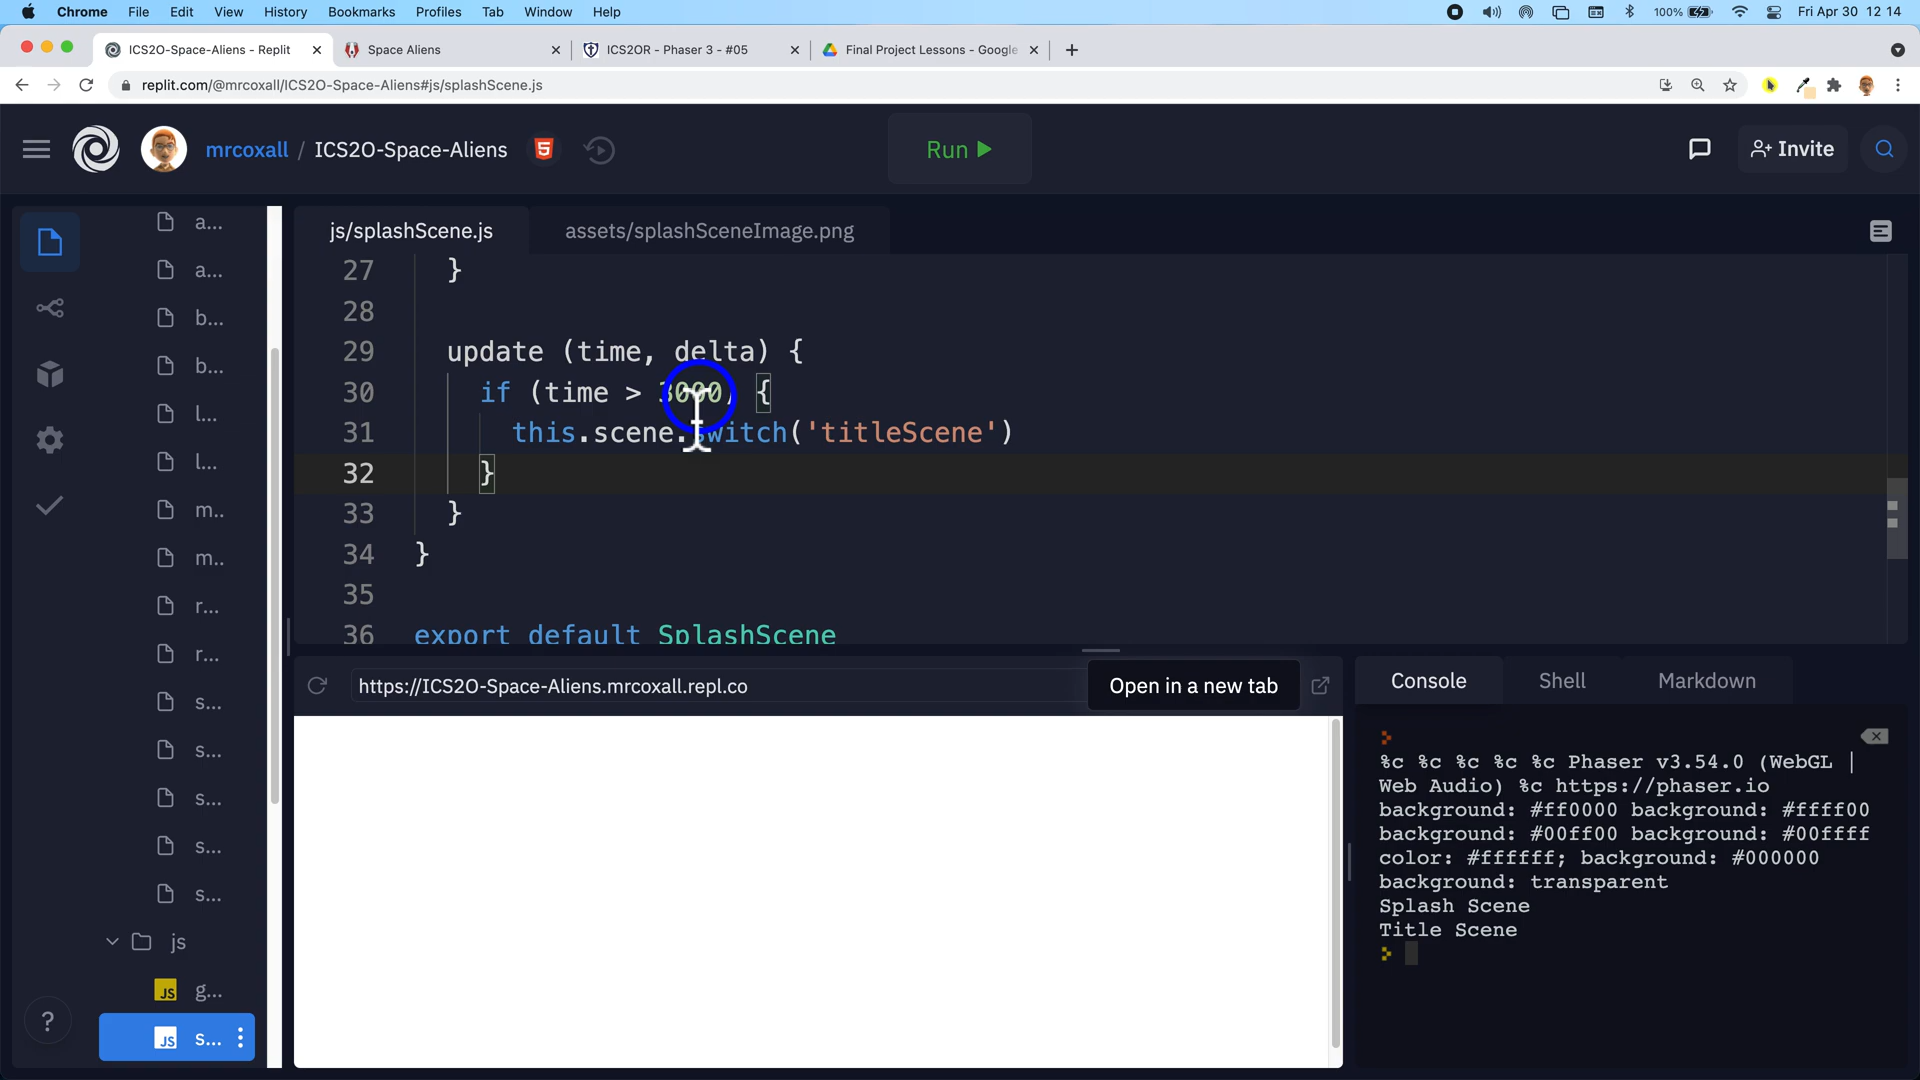 Chrome File Edit View History Bookmarks Profiles Tab Window Help 100% Fri Apr 30 12 14
ICS2O-Space-Aliens - Replit Space Aliens ICS2OR - Phaser 3 - #05 Final Project Lessons - Google
replit.com/@mrcoxall/ICS2O-Space-Aliens#js/splashScene.js
mrcoxall / ICS2O-Space-Aliens Run Invite
js/splashScene.js assets/splashSceneImage.png
27 }
28
29 update (time, delta) {
30 if (time > 3000) {
31 this.scene.switch('titleScene')
32 }
33 }
34 }
35
36 export default SplashScene
a...
a...
b...
b...
l...
l...
m..
m..
r...
r...
s...
s...
s...
s...
s...
js
JS g...
JS s...
?
https://ICS2O-Space-Aliens.mrcoxall.repl.co Open in a new tab
Console Shell Markdown
%c %c %c %c %c Phaser v3.54.0 (WebGL |
Web Audio) %c https://phaser.io
background: #ff0000 background: #ffff00
background: #00ff00 background: #00ffff
color: #ffffff; background: #000000
background: transparent
Splash Scene
Title Scene